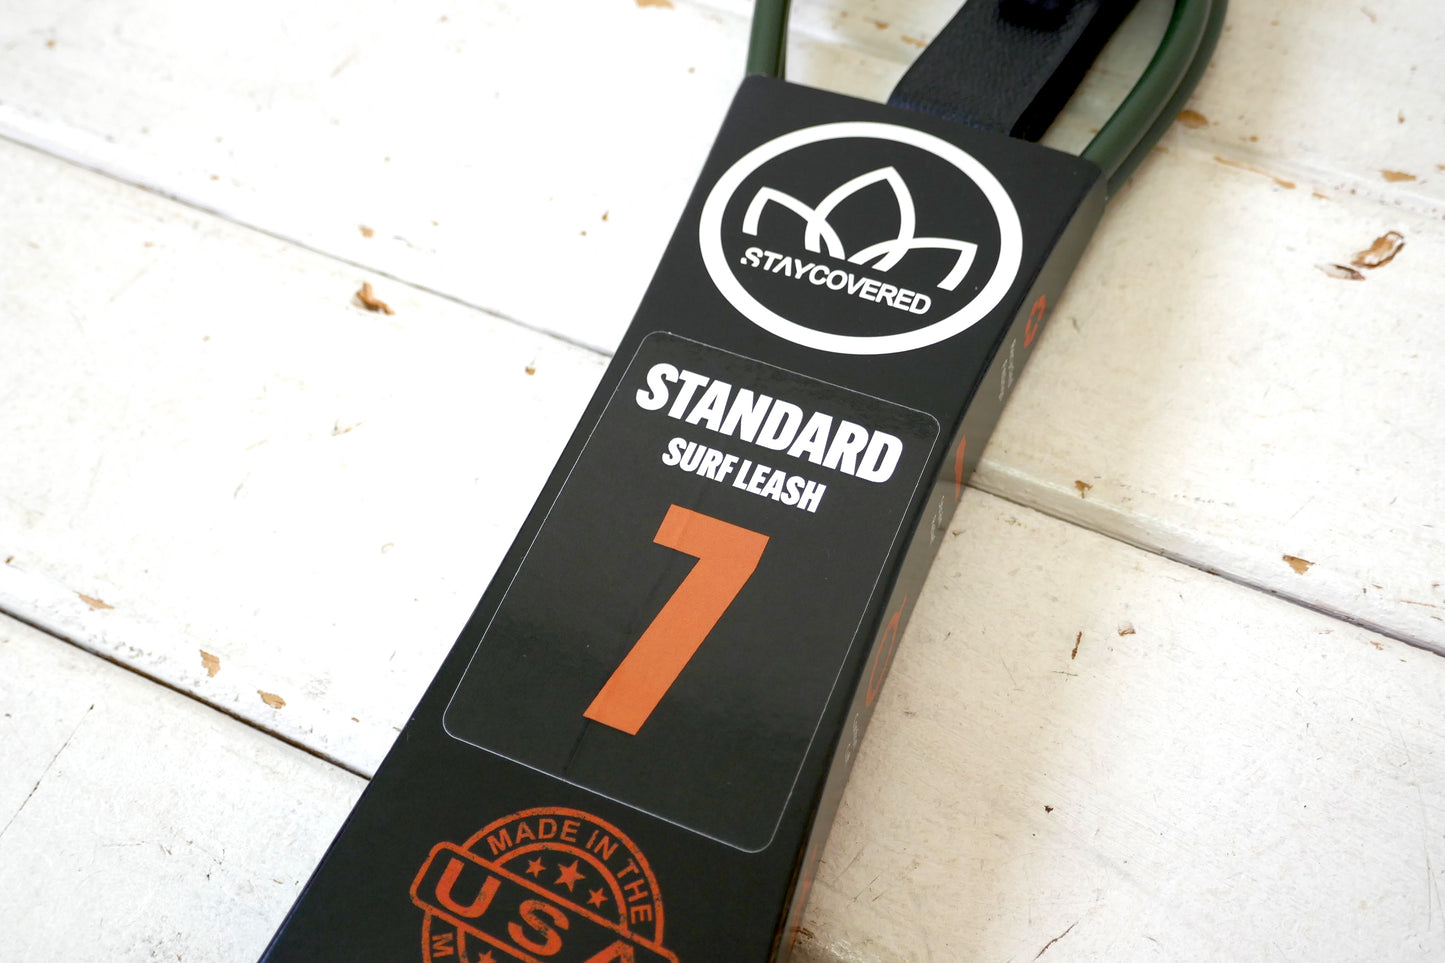 STAYCOVERED
STANDARD
SURF LEASH
7
MADE IN THE
USA
M